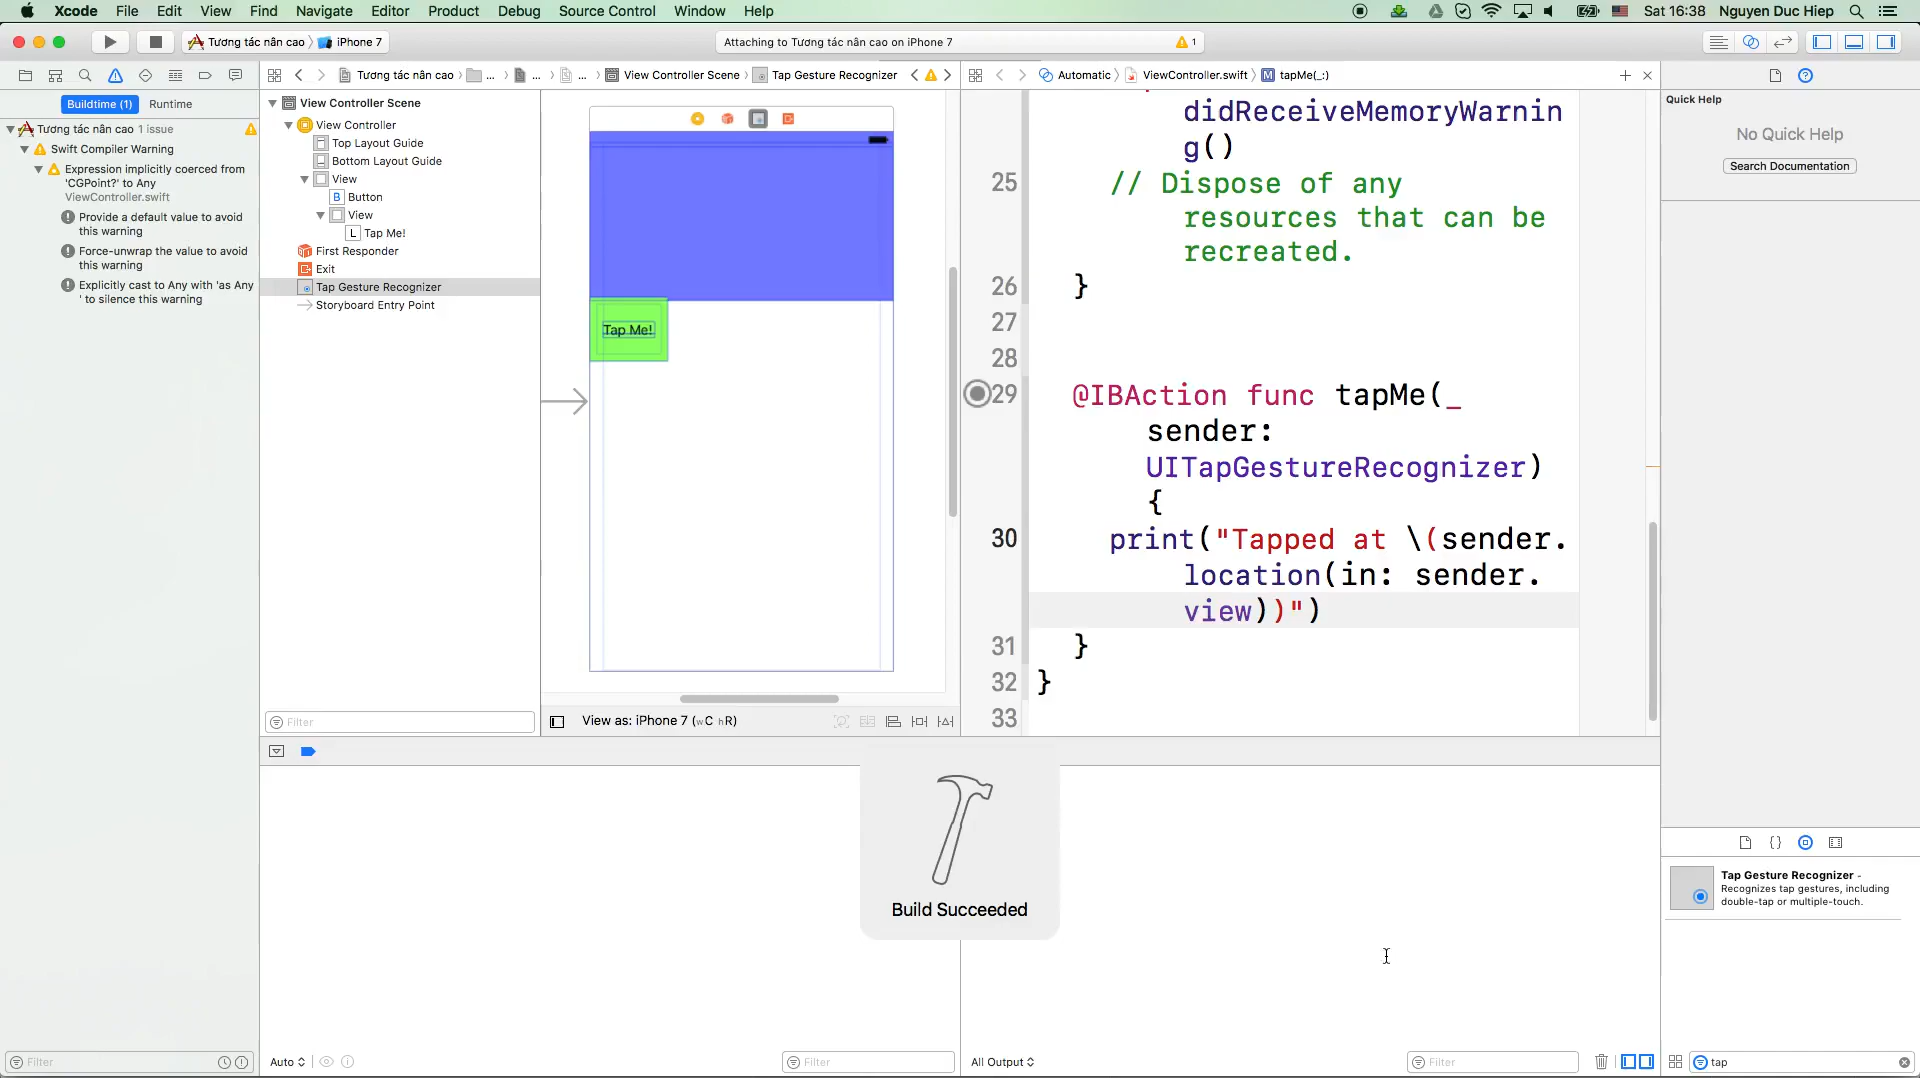 Xcode File Edit View Find Navigate Editor Product Debug Source Control Window Help
Sat 16:38 Nguyen Duc Hiep
Tương tác nân cao iPhone 7
Attaching to Tương tác nân cao on iPhone 7
1
Tương tác nân cao ... ... ... View Controller Scene Tap Gesture Recognizer
Automatic ViewController.swift M tapMe(_:)
Buildtime (1) Runtime
Tương tác nân cao 1 issue
Swift Compiler Warning
Expression implicitly coerced from
'CGPoint?' to Any
ViewController.swift
Provide a default value to avoid
this warning
Force-unwrap the value to avoid
this warning
Explicitly cast to Any with 'as Any
' to silence this warning
Filter
View Controller Scene
View Controller
Top Layout Guide
Bottom Layout Guide
View
B Button
View
L Tap Me!
First Responder
Exit
Tap Gesture Recognizer
Storyboard Entry Point
Filter
Tap Me!
View as: iPhone 7 (wC hR)
didReceiveMemoryWarnin
g()
25 // Dispose of any
resources that can be
recreated.
26 }
27
28
29 @IBAction func tapMe(_
sender:
UITapGestureRecognizer)
{
30 print("Tapped at \(sender.
location(in: sender.
view))")
31 }
32 }
33
Quick Help
No Quick Help
Search Documentation
Build Succeeded
Tap Gesture Recognizer -
Recognizes tap gestures, including
double-tap or multiple-touch.
Auto
Filter
All Output
Filter
tap